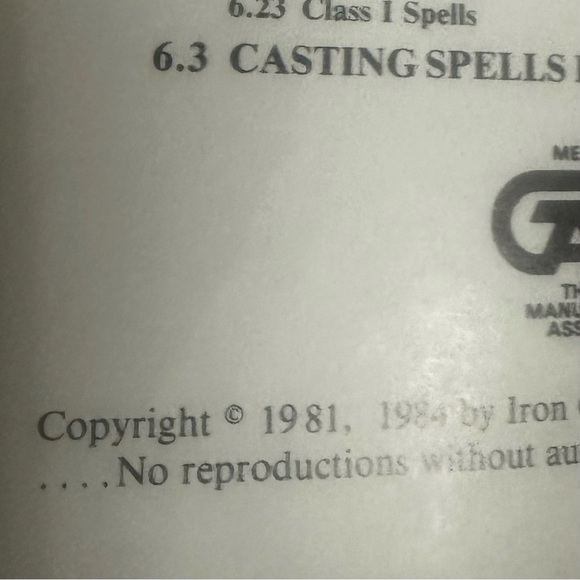 6.23 Class I Spells
6.3 CASTING SPELLS
ME
GA
TH
MANU
ASS
Copyright © 1981, 1984 by Iron
....No reproductions without au